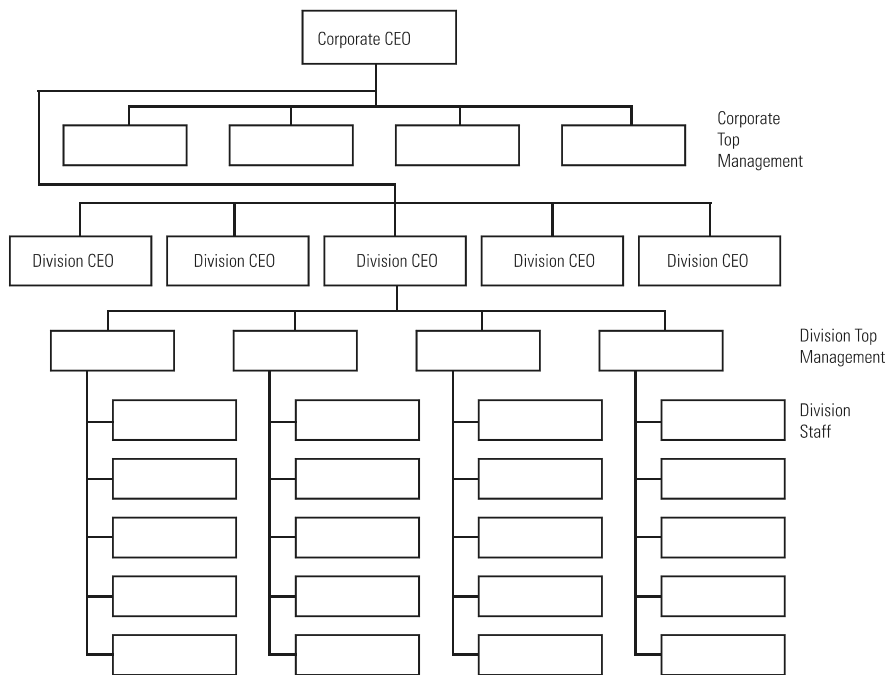 Corporate CEO
Corporate
Top
Management
Division CEO
Division CEO
Division CEO
Division CEO
Division CEO
Division Top
Management
Division
Staff